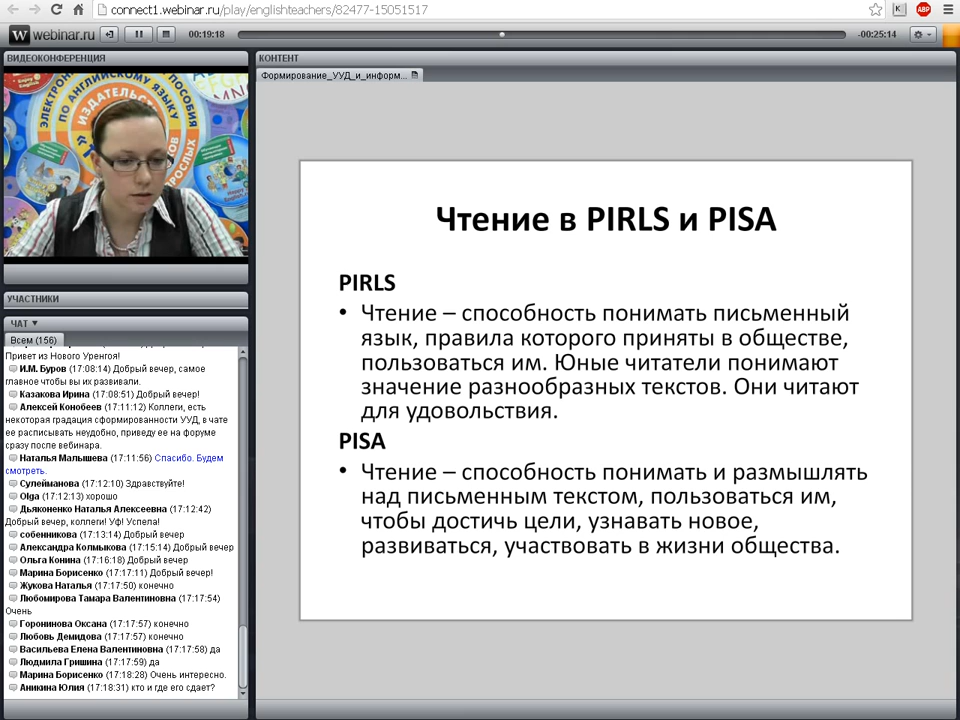 connect1.webinar.ru/play/englishteachers/82477-15051517
K
ABP
W webinar.ru
00:19:18
-00:25:14
ВИДЕОКОНФЕРЕНЦИЯ
ЭЛЕКТРОН
ПОСОБИЯ
ПО АНГЛИЙСКОМУ ЯЗЫКУ
ИЗДАТЕЛЬС
УЧАСТНИКИ
ЧАТ
Всем (156)
Привет из Нового Уренгоя!
И.М. Буров (17:08:14) Добрый вечер, самое
главное чтобы вы их развивали.
Казакова Ирина (17:08:51) Добрый вечер!
Алексей Конобеев (17:11:12) Коллеги, есть
некоторая градация сформированности УУД, в чате
ее расписывать неудобно, приведу ее на форуме
сразу после вебинара.
Наталья Малышева (17:11:56) Спасибо. Будем
смотреть.
Сулейманова (17:12:10) Здравствуйте!
Olga (17:12:13) хорошо
Дьяконенко Наталья Алексеевна (17:12:42)
Добрый вечер, коллеги! Уф! Успела!
собенникова (17:13:14) Добрый вечер
Александра Колмыкова (17:15:14) Добрый вечер
Ольга Конина (17:16:18) Добрый вечер
Марина Борисенко (17:17:11) Добрый вечер!
Жукова Наталья (17:17:50) конечно
Любомирова Тамара Валентиновна (17:17:54)
Очень
Горонинова Оксана (17:17:57) конечно
Любовь Демидова (17:17:57) конечно
Васильева Елена Валентиновна (17:17:58) да
Людмила Гришина (17:17:59) да
Марина Борисенко (17:18:28) Очень интересно.
Аникина Юлия (17:18:31) кто и где его сдает?
КОНТЕНТ
Формирование_УУД_и_информ...
Чтение в PIRLS и PISA
PIRLS
• Чтение – способность понимать письменный
язык, правила которого приняты в обществе,
пользоваться им. Юные читатели понимают
значение разнообразных текстов. Они читают
для удовольствия.
PISA
• Чтение – способность понимать и размышлять
над письменным текстом, пользоваться им,
чтобы достичь цели, узнавать новое,
развиваться, участвовать в жизни общества.